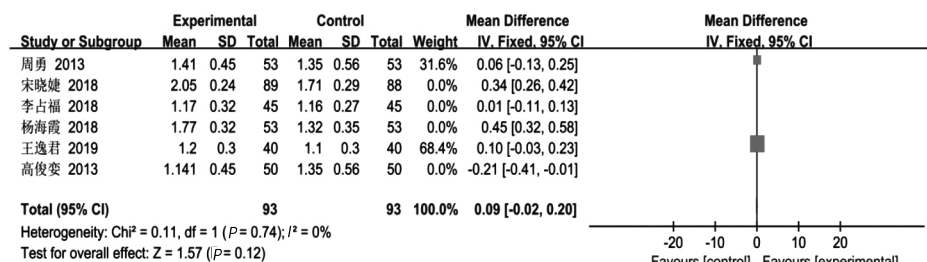 Experimental Control Mean Difference Mean Difference
Study or Subgroup Mean SD Total Mean SD Total Weight IV, Fixed, 95% CI IV, Fixed, 95% CI
周勇 2013 1.41 0.45 53 1.35 0.56 53 31.6% 0.06 [-0.13, 0.25]
宋晓婕 2018 2.05 0.24 89 1.71 0.29 88 0.0% 0.34 [0.26, 0.42]
李占福 2018 1.17 0.32 45 1.16 0.27 45 0.0% 0.01 [-0.11, 0.13]
杨海霞 2018 1.77 0.32 53 1.32 0.35 53 0.0% 0.45 [0.32, 0.58]
王逸君 2019 1.2 0.3 40 1.1 0.3 40 68.4% 0.10 [-0.03, 0.23]
高俊娈 2013 1.141 0.45 50 1.35 0.56 50 0.0% -0.21 [-0.41, -0.01]
Total (95% CI) 93 93 100.0% 0.09 [-0.02, 0.20]
Heterogeneity: Chi² = 0.11, df = 1 (P = 0.74); I² = 0%
Test for overall effect: Z = 1.57 (P = 0.12)
-20 -10 0 10 20
Favours [control] Favours [experimental]